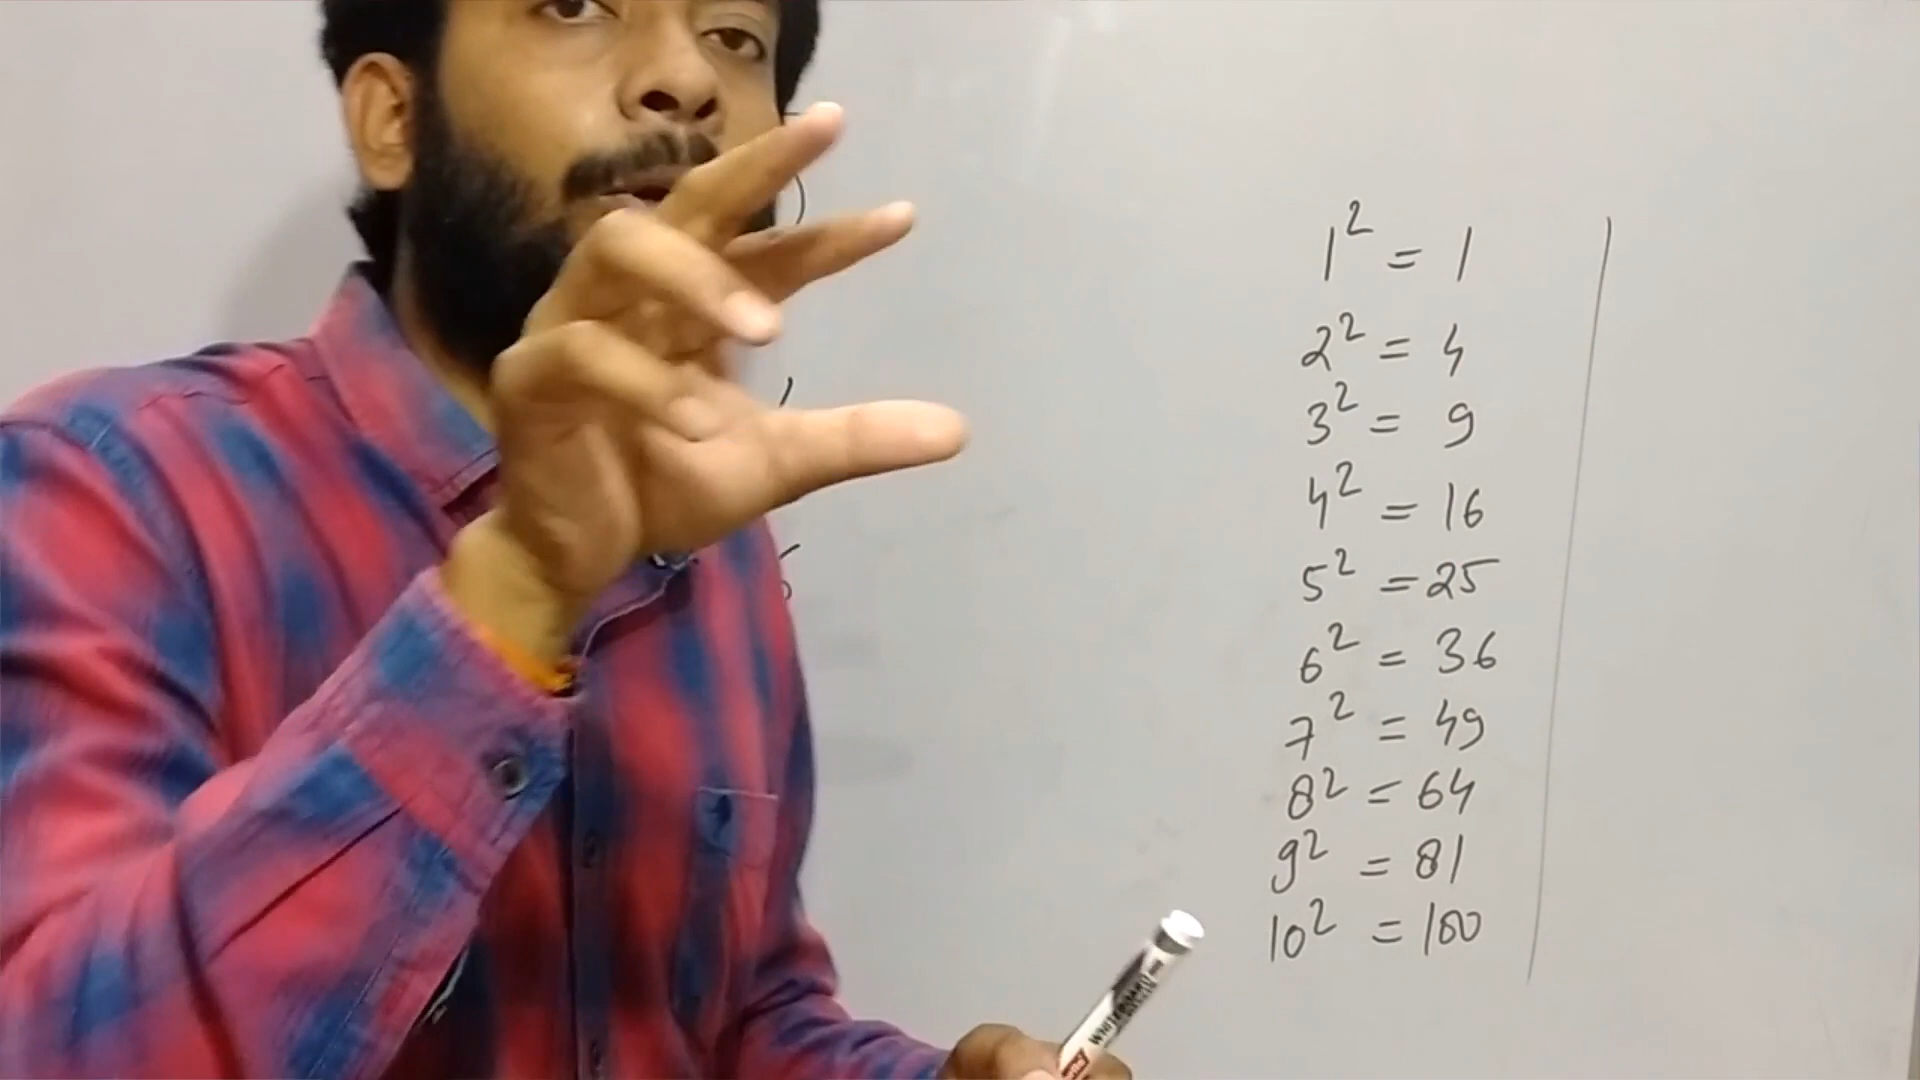 1² = 1
2² = 4
3² = 9
4² = 16
5² = 25
6² = 36
7² = 49
8² = 64
9² = 81
10² = 100
WHITEBOARD